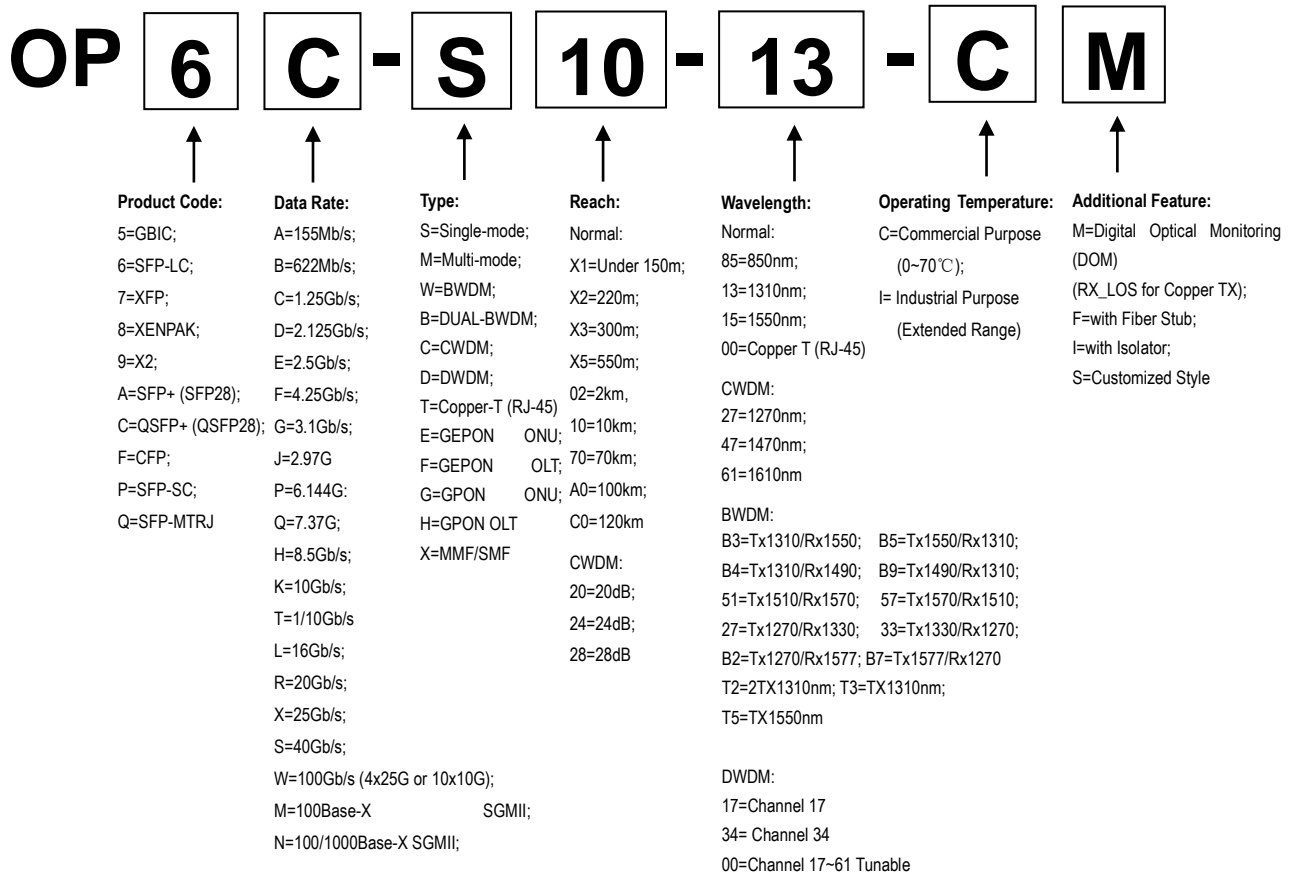 OP 6 C - S 10 - 13 - C M
Product Code:
5=GBIC;
6=SFP-LC;
7=XFP;
8=XENPAK;
9=X2;
A=SFP+ (SFP28);
C=QSFP+ (QSFP28);
F=CFP;
P=SFP-SC;
Q=SFP-MTRJ
Data Rate:
A=155Mb/s;
B=622Mb/s;
C=1.25Gb/s;
D=2.125Gb/s;
E=2.5Gb/s;
F=4.25Gb/s;
G=3.1Gb/s;
J=2.97G
P=6.144G:
Q=7.37G;
H=8.5Gb/s;
K=10Gb/s;
T=1/10Gb/s
L=16Gb/s;
R=20Gb/s;
X=25Gb/s;
S=40Gb/s;
W=100Gb/s (4x25G or 10x10G);
M=100Base-X SGMII;
N=100/1000Base-X SGMII;
Type:
S=Single-mode;
M=Multi-mode;
W=BWDM;
B=DUAL-BWDM;
C=CWDM;
D=DWDM;
T=Copper-T (RJ-45)
E=GEPON ONU;
F=GEPON OLT;
G=GPON ONU;
H=GPON OLT
X=MMF/SMF
Reach:
Normal:
X1=Under 150m;
X2=220m;
X3=300m;
X5=550m;
02=2km,
10=10km;
70=70km;
A0=100km;
C0=120km
CWDM:
20=20dB;
24=24dB;
28=28dB
Wavelength:
Normal:
85=850nm;
13=1310nm;
15=1550nm;
00=Copper T (RJ-45)
CWDM:
27=1270nm;
47=1470nm;
61=1610nm
BWDM:
B3=Tx1310/Rx1550; B5=Tx1550/Rx1310;
B4=Tx1310/Rx1490; B9=Tx1490/Rx1310;
51=Tx1510/Rx1570; 57=Tx1570/Rx1510;
27=Tx1270/Rx1330; 33=Tx1330/Rx1270;
B2=Tx1270/Rx1577; B7=Tx1577/Rx1270
T2=2TX1310nm; T3=TX1310nm;
T5=TX1550nm
DWDM:
17=Channel 17
34= Channel 34
00=Channel 17~61 Tunable
Operating Temperature:
C=Commercial Purpose
(0~70℃);
I= Industrial Purpose
(Extended Range)
Additional Feature:
M=Digital Optical Monitoring
(DOM)
(RX_LOS for Copper TX);
F=with Fiber Stub;
I=with Isolator;
S=Customized Style